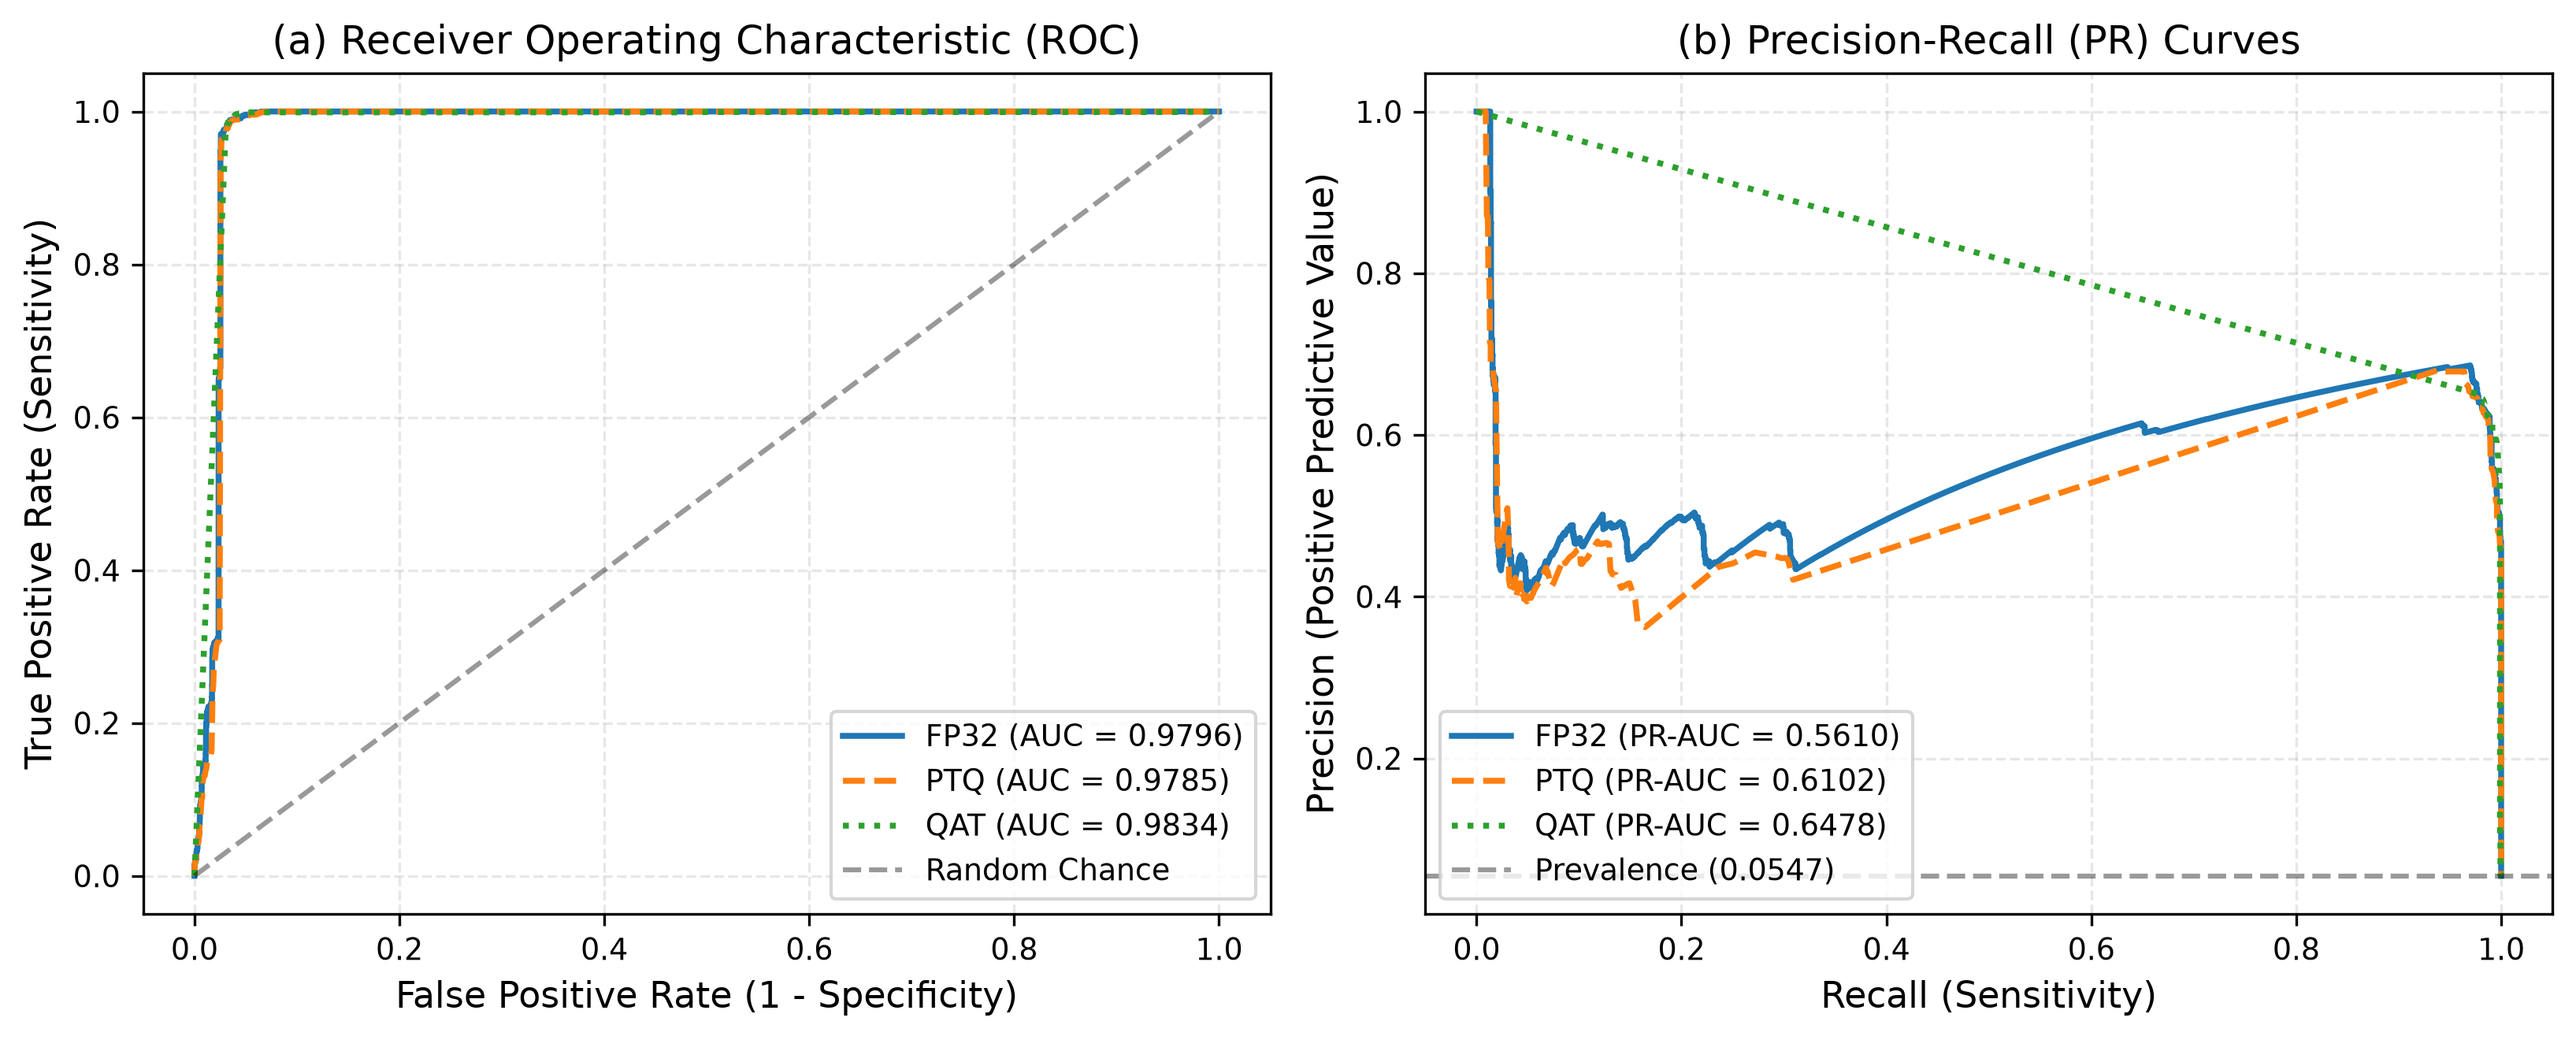 (a) Receiver Operating Characteristic (ROC)
True Positive Rate (Sensitivity)
1.0
0.8
0.6
0.4
0.2
0.0
FP32 (AUC = 0.9796)
PTQ (AUC = 0.9785)
QAT (AUC = 0.9834)
Random Chance
0.0 0.2 0.4 0.6 0.8 1.0
False Positive Rate (1 - Specificity)
(b) Precision-Recall (PR) Curves
Precision (Positive Predictive Value)
1.0
0.8
0.6
0.4
0.2
FP32 (PR-AUC = 0.5610)
PTQ (PR-AUC = 0.6102)
QAT (PR-AUC = 0.6478)
Prevalence (0.0547)
0.0 0.2 0.4 0.6 0.8 1.0
Recall (Sensitivity)